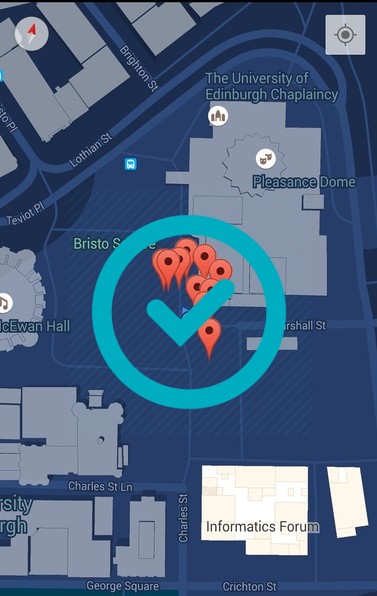 Brighton St
The University of
Edinburgh Chaplaincy
Lothian St
Pleasance Dome
Teviot Pl
Bristo
McEwan Hall
Marshall St
Charles St Ln
Charles St
Informatics Forum
George Square
Crichton St